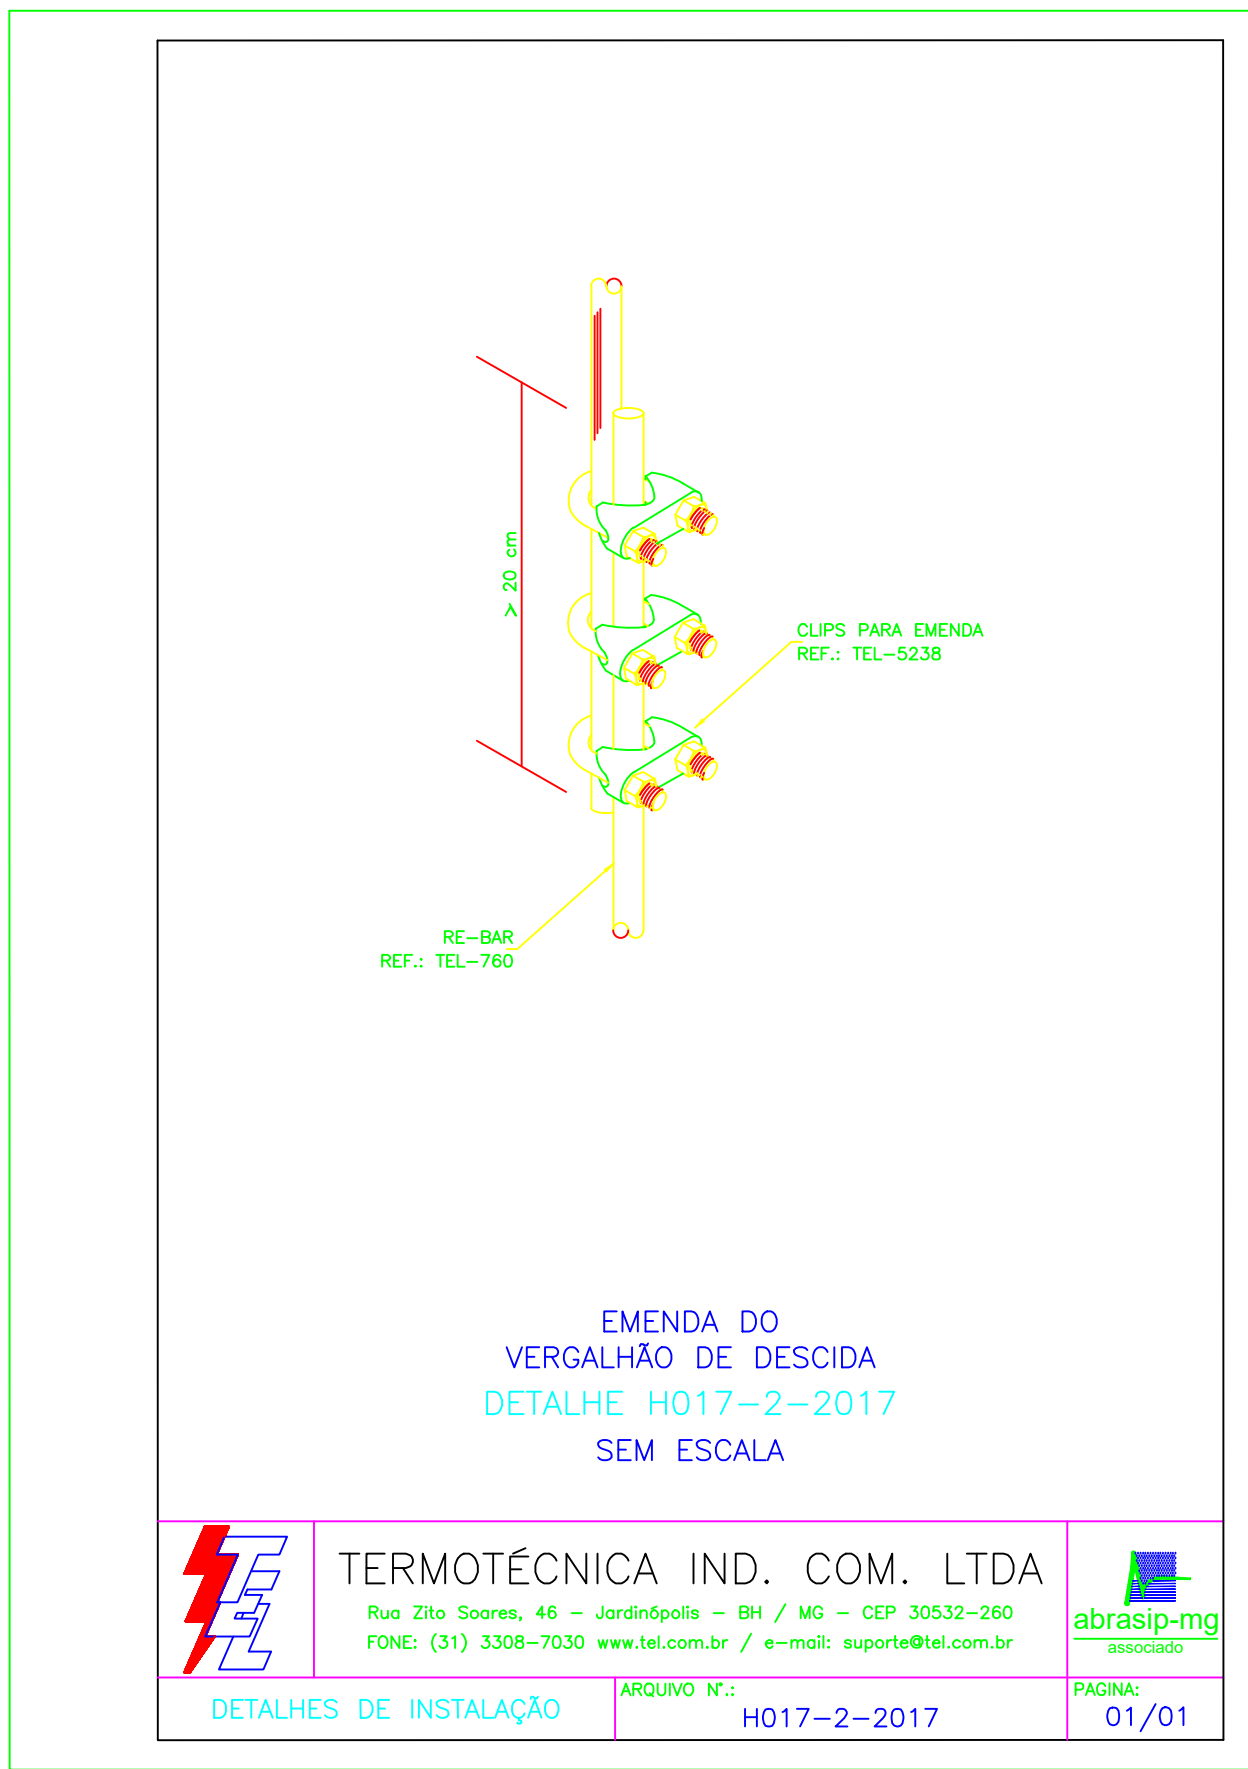 > 20 cm
CLIPS PARA EMENDA
REF.: TEL-5238
RE-BAR
REF.: TEL-760
EMENDA DO
VERGALHÃO DE DESCIDA
DETALHE H017-2-2017
SEM ESCALA
TEL
TERMOTÉCNICA IND. COM. LTDA
Rua Zito Soares, 46 - Jardinópolis - BH / MG - CEP 30532-260
FONE: (31) 3308-7030 www.tel.com.br / e-mail: suporte@tel.com.br
abrasip-mg
associado
DETALHES DE INSTALAÇÃO
ARQUIVO N°.:
H017-2-2017
PAGINA:
01/01